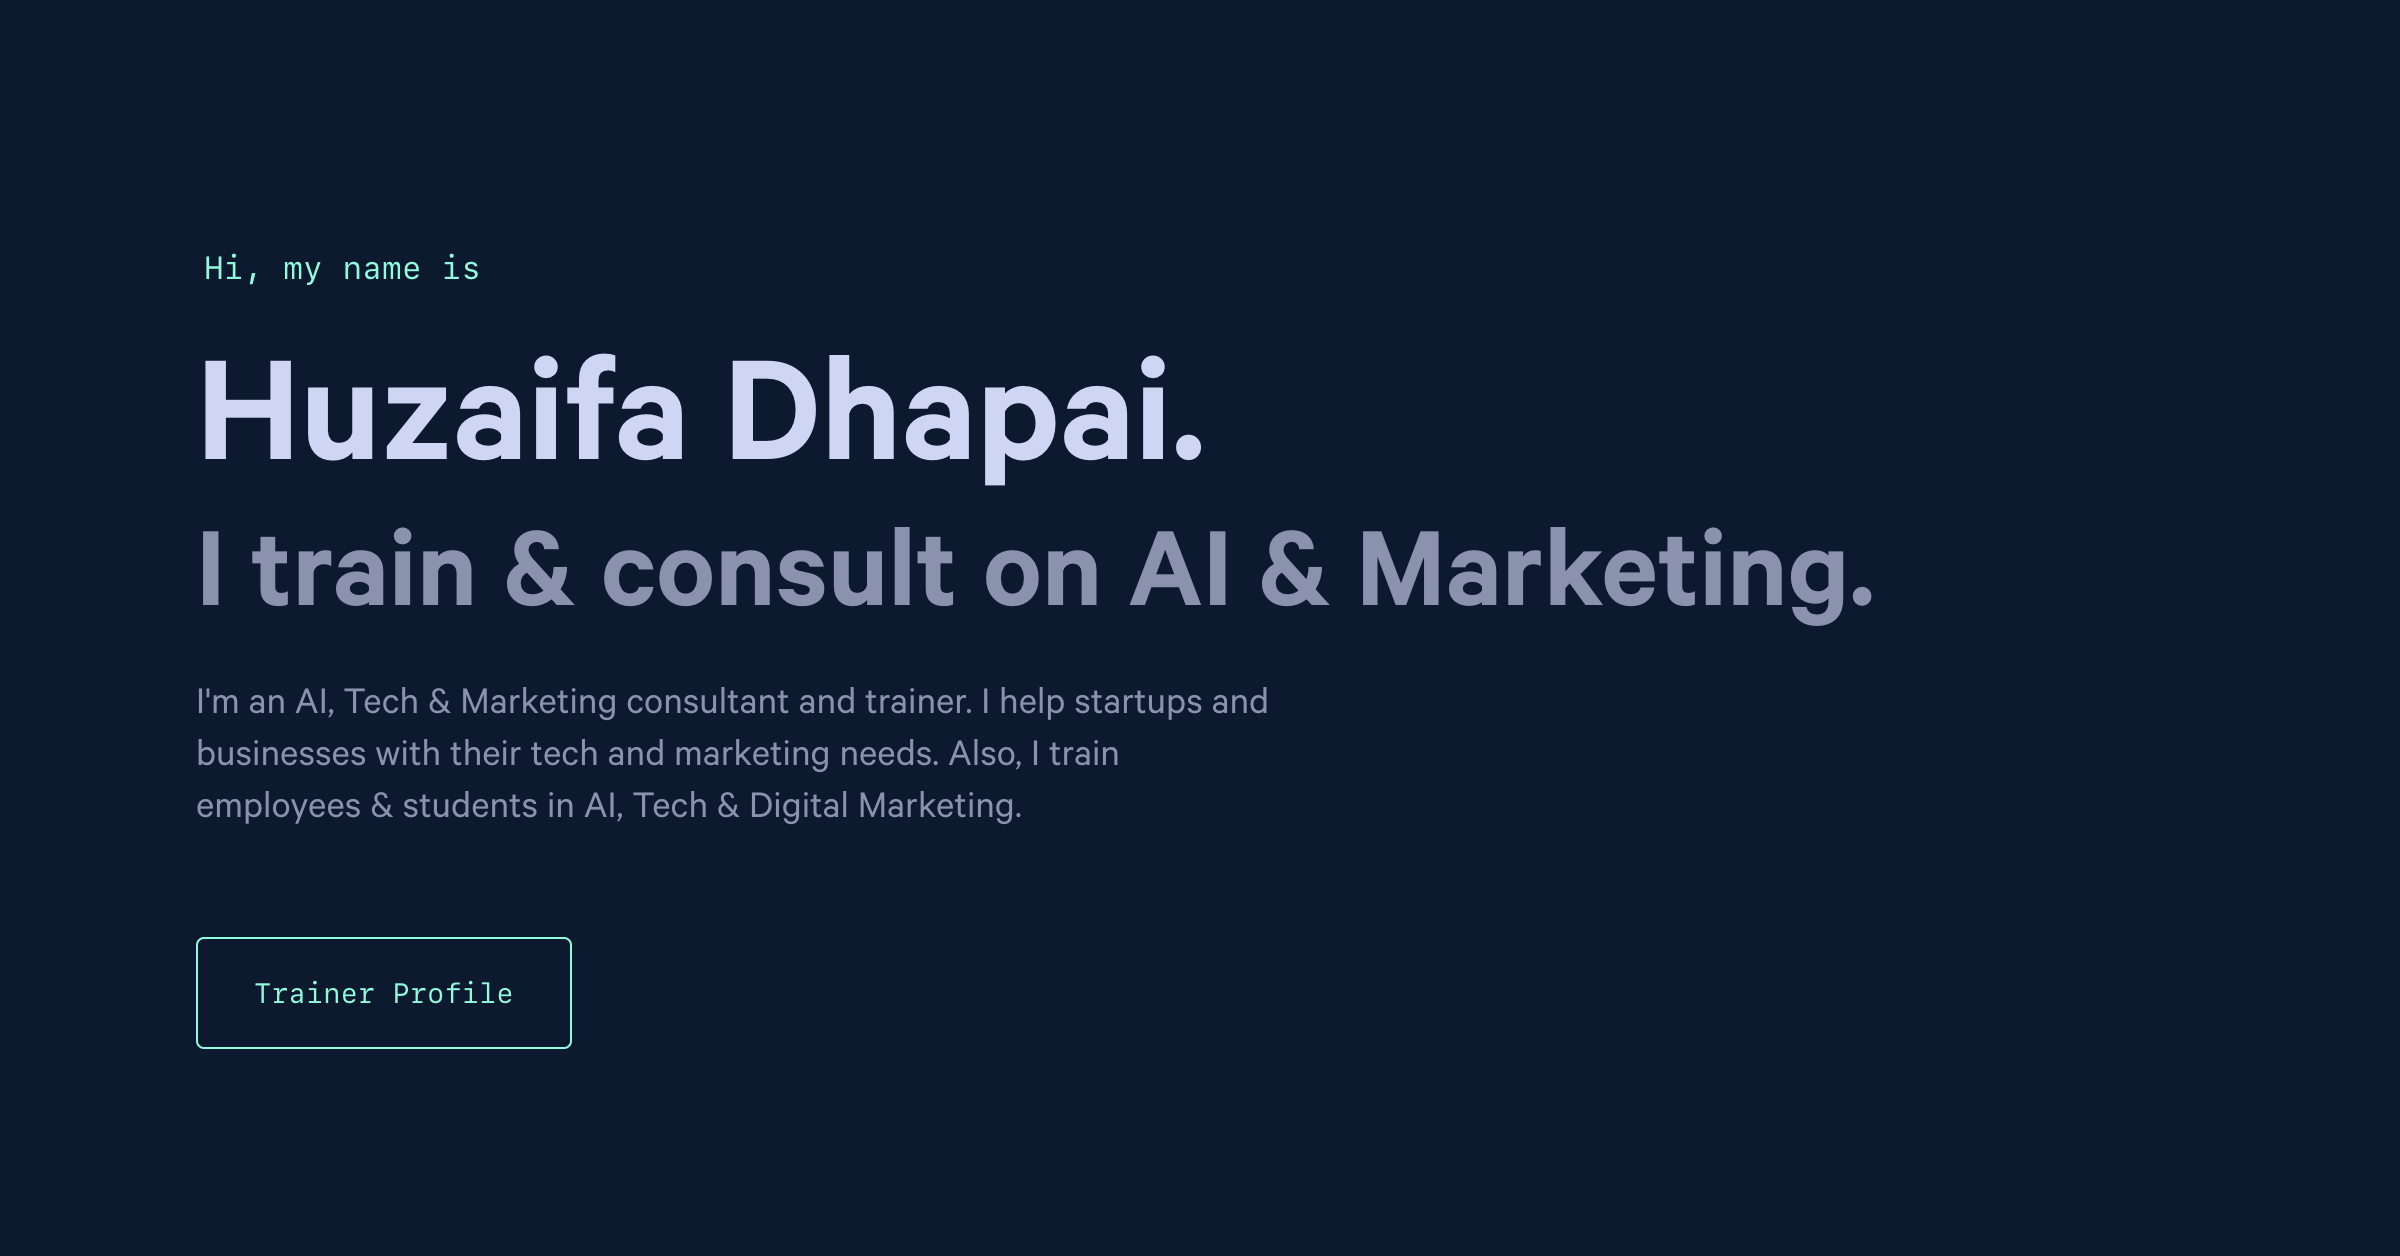 Hi, my name is
Huzaifa Dhapai.
I train & consult on AI & Marketing.
I'm an AI, Tech & Marketing consultant and trainer. I help startups and
businesses with their tech and marketing needs. Also, I train
employees & students in AI, Tech & Digital Marketing.
Trainer Profile